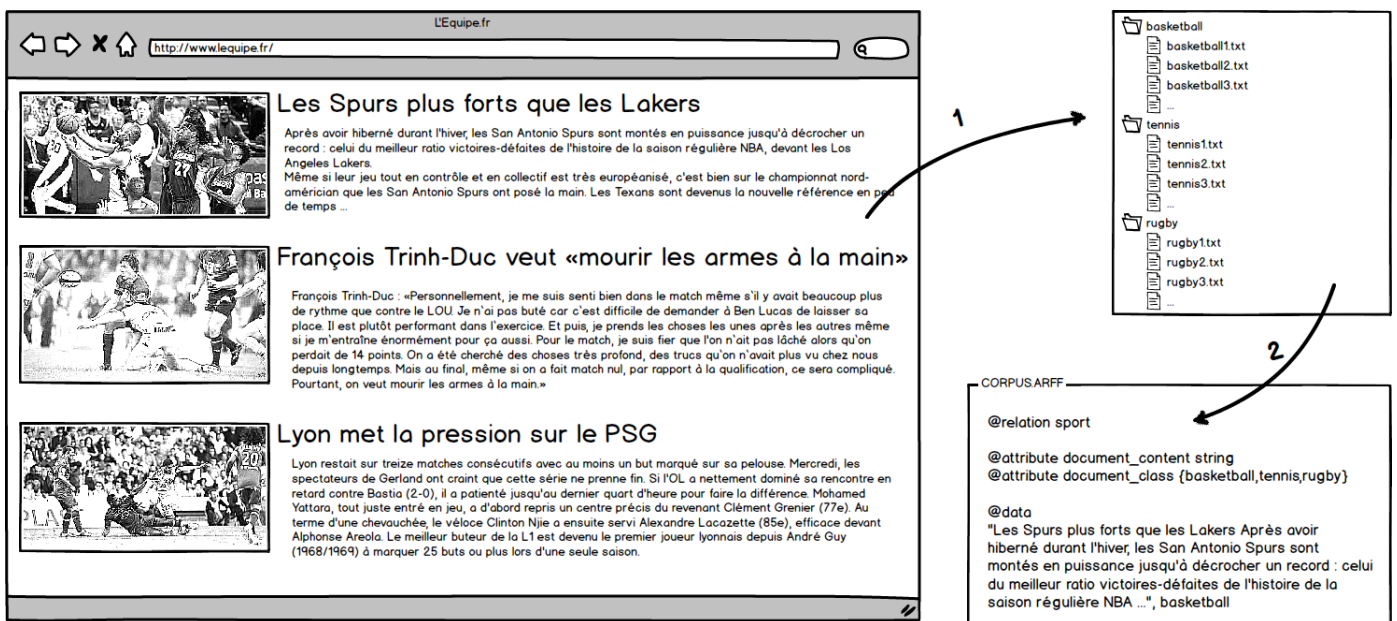 L'Equipe.fr
http://www.lequipe.fr/
Les Spurs plus forts que les Lakers
Après avoir hiberné durant l'hiver, les San Antonio Spurs sont montés en puissance jusqu'à décrocher un
record : celui du meilleur ratio victoires-défaites de l'histoire de la saison régulière NBA, devant les Los
Angeles Lakers.
Même si leur jeu tout en contrôle et en collectif est très européanisé, c'est bien sur le championnat nord-
américian que les San Antonio Spurs ont posé la main. Les Texans sont devenus la nouvelle référence en peu
de temps ...
François Trinh-Duc veut «mourir les armes à la main»
François Trinh-Duc : «Personnellement, je me suis senti bien dans le match même s`il y avait beaucoup plus
de rythme que contre le LOU. Je n`ai pas buté car c`est difficile de demander à Ben Lucas de laisser sa
place. Il est plutôt performant dans l`exercice. Et puis, je prends les choses les unes après les autres même
si je m`entraîne énormément pour ça aussi. Pour le match, je suis fier que l'on n`ait pas lâché alors qu`on
perdait de 14 points. On a été cherché des choses très profond, des trucs qu`on n`avait plus vu chez nous
depuis longtemps. Mais au final, même si on a fait match nul, par rapport à la qualification, ce sera compliqué.
Pourtant, on veut mourir les armes à la main.»
Lyon met la pression sur le PSG
Lyon restait sur treize matches consécutifs avec au moins un but marqué sur sa pelouse. Mercredi, les
spectateurs de Gerland ont craint que cette série ne prenne fin. Si l'OL a nettement dominé sa rencontre en
retard contre Bastia (2-0), il a patienté jusqu'au dernier quart d'heure pour faire la différence. Mohamed
Yattara, tout juste entré en jeu, a d'abord repris un centre précis du revenant Clément Grenier (77e). Au
terme d'une chevauchée, le véloce Clinton Njie a ensuite servi Alexandre Lacazette (85e), efficace devant
Alphonse Areola. Le meilleur buteur de la L1 est devenu le premier joueur lyonnais depuis André Guy
(1968/1969) à marquer 25 buts ou plus lors d'une seule saison.
1
basketball
basketball1.txt
basketball2.txt
basketball3.txt
...
tennis
tennis1.txt
tennis2.txt
tennis3.txt
...
rugby
rugby1.txt
rugby2.txt
rugby3.txt
...
2
CORPUS.ARFF
@relation sport
@attribute document_content string
@attribute document_class {basketball,tennis,rugby}
@data
"Les Spurs plus forts que les Lakers Après avoir
hiberné durant l'hiver, les San Antonio Spurs sont
montés en puissance jusqu'à décrocher un record : celui
du meilleur ratio victoires-défaites de l'histoire de la
saison régulière NBA ...", basketball